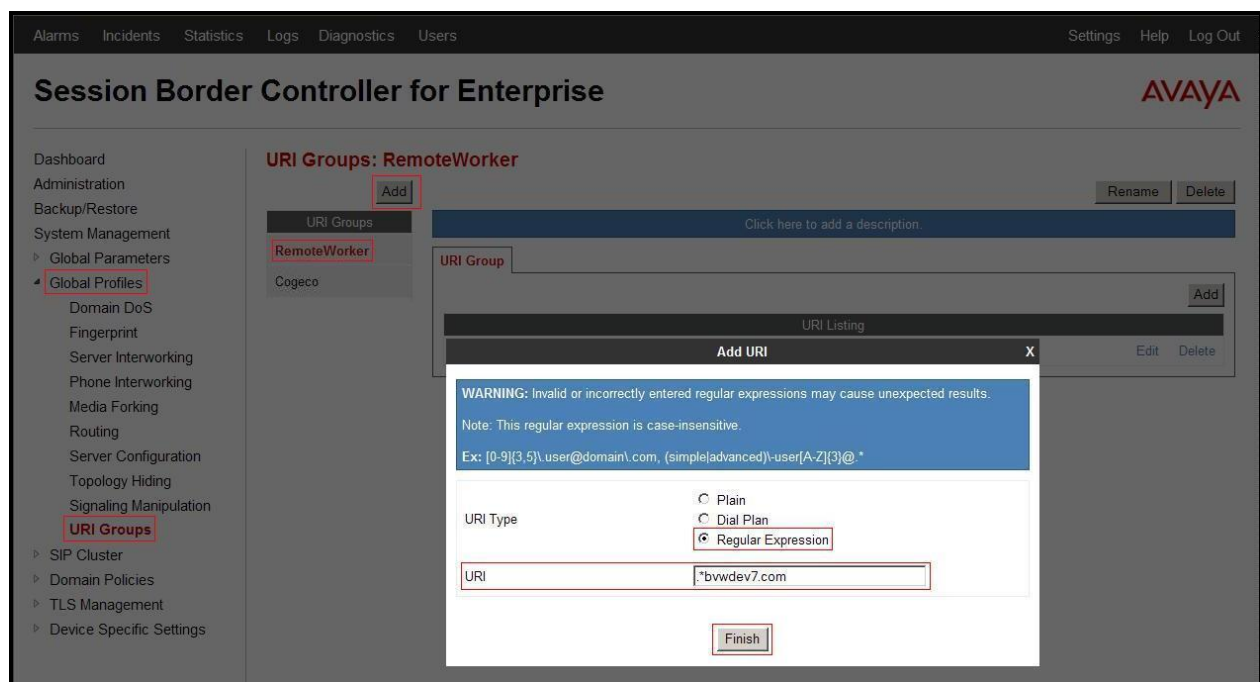 Alarms Incidents Statistics Logs Diagnostics Users Settings Help Log Out
Session Border Controller for Enterprise
AVAYA
Dashboard
Administration
Backup/Restore
System Management
Global Parameters
Global Profiles
Domain DoS
Fingerprint
Server Interworking
Phone Interworking
Media Forking
Routing
Server Configuration
Topology Hiding
Signaling Manipulation
URI Groups
SIP Cluster
Domain Policies
TLS Management
Device Specific Settings
URI Groups: RemoteWorker
Add
Rename Delete
URI Groups
RemoteWorker
Cogeco
Click here to add a description.
URI Group
Add
URI Listing
Edit Delete
Add URI X
WARNING: Invalid or incorrectly entered regular expressions may cause unexpected results.
Note: This regular expression is case-insensitive.
Ex: [0-9]{3,5}\.user@domain\.com, (simple|advanced)\-user[A-Z]{3}@.*
URI Type
Plain
Dial Plan
Regular Expression
URI .*bvwdev7.com
Finish